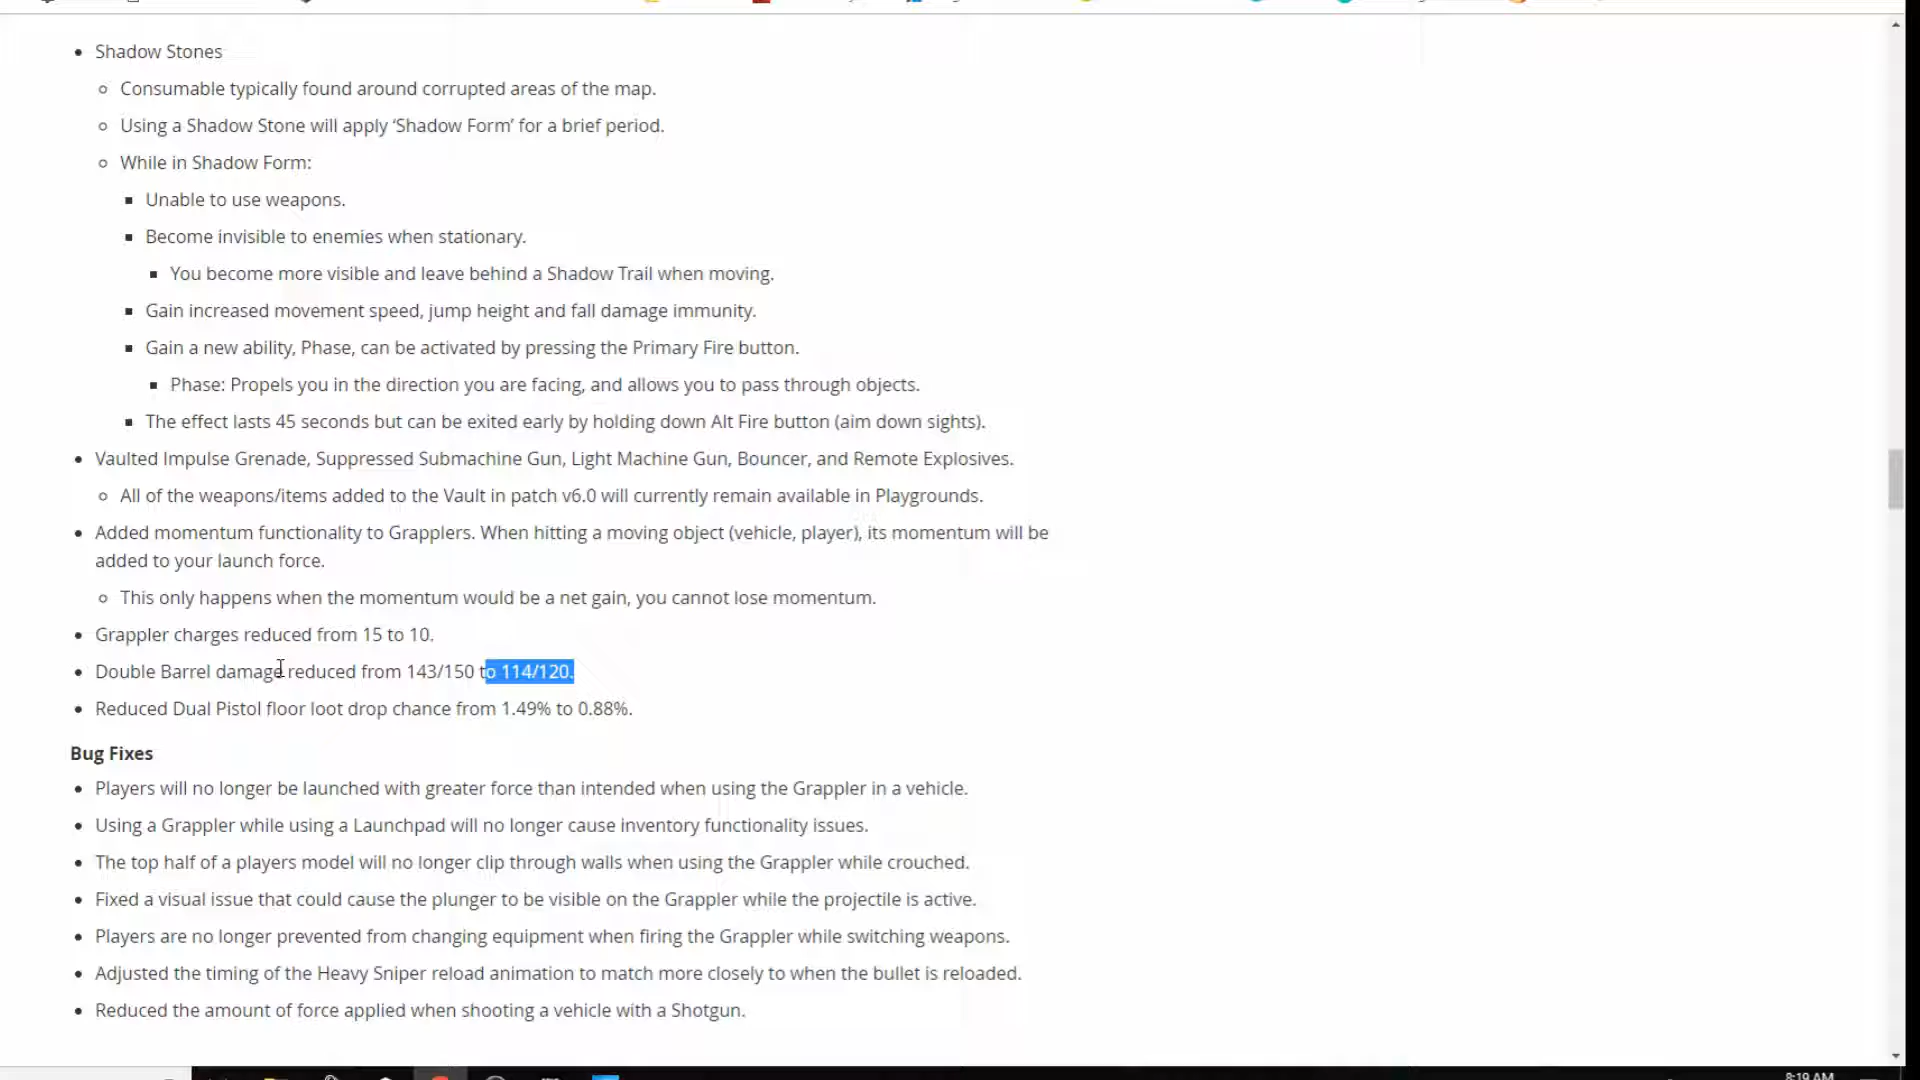 Shadow Stones
Consumable typically found around corrupted areas of the map.
Using a Shadow Stone will apply ‘Shadow Form’ for a brief period.
While in Shadow Form:
Unable to use weapons.
Become invisible to enemies when stationary.
You become more visible and leave behind a Shadow Trail when moving.
Gain increased movement speed, jump height and fall damage immunity.
Gain a new ability, Phase, can be activated by pressing the Primary Fire button.
Phase: Propels you in the direction you are facing, and allows you to pass through objects.
The effect lasts 45 seconds but can be exited early by holding down Alt Fire button (aim down sights).
Vaulted Impulse Grenade, Suppressed Submachine Gun, Light Machine Gun, Bouncer, and Remote Explosives.
All of the weapons/items added to the Vault in patch v6.0 will currently remain available in Playgrounds.
Added momentum functionality to Grapplers. When hitting a moving object (vehicle, player), its momentum will be
added to your launch force.
This only happens when the momentum would be a net gain, you cannot lose momentum.
Grappler charges reduced from 15 to 10.
Double Barrel damage reduced from 143/150 to 114/120.
Reduced Dual Pistol floor loot drop chance from 1.49% to 0.88%.
Bug Fixes
Players will no longer be launched with greater force than intended when using the Grappler in a vehicle.
Using a Grappler while using a Launchpad will no longer cause inventory functionality issues.
The top half of a players model will no longer clip through walls when using the Grappler while crouched.
Fixed a visual issue that could cause the plunger to be visible on the Grappler while the projectile is active.
Players are no longer prevented from changing equipment when firing the Grappler while switching weapons.
Adjusted the timing of the Heavy Sniper reload animation to match more closely to when the bullet is reloaded.
Reduced the amount of force applied when shooting a vehicle with a Shotgun.
8:19 AM